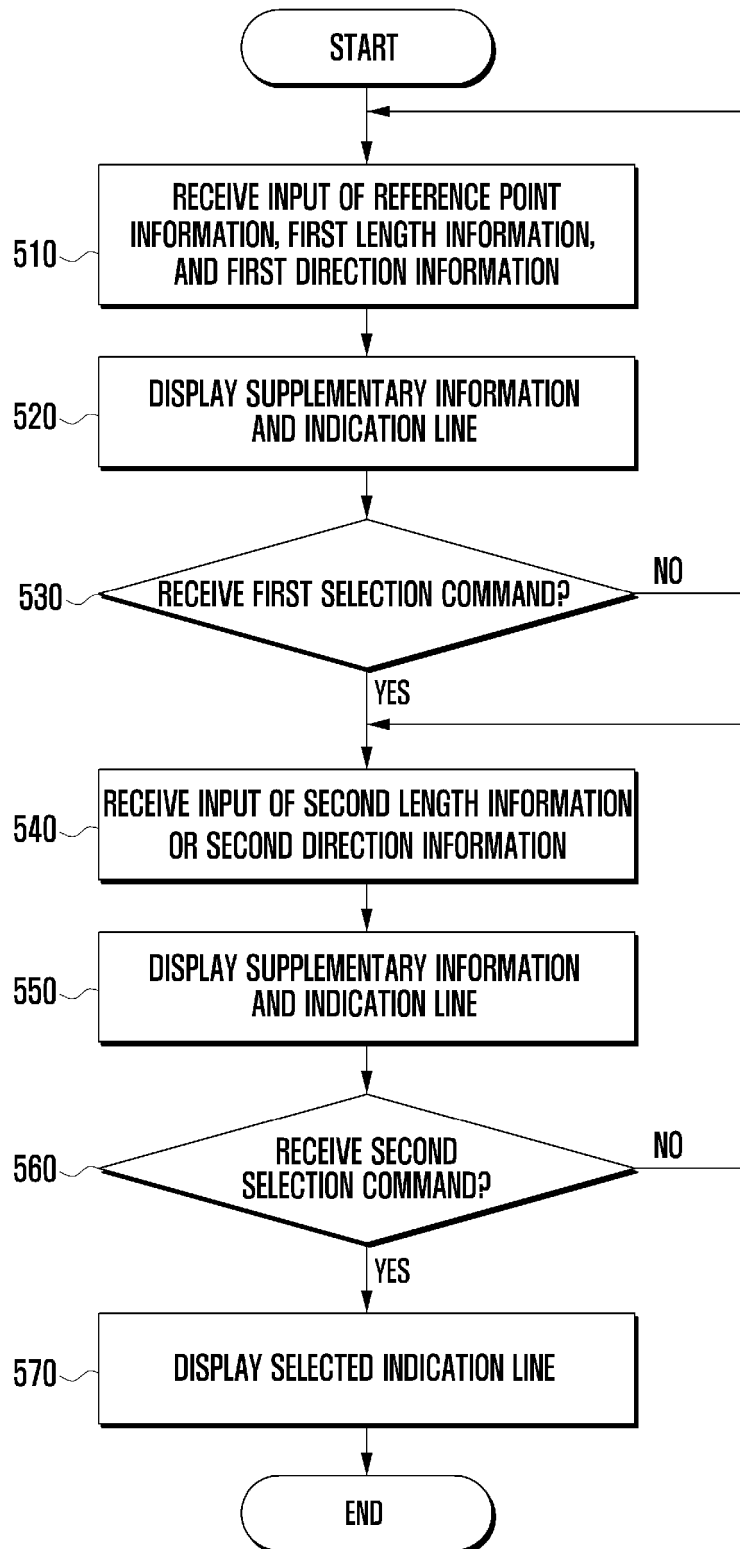 START
RECEIVE INPUT OF REFERENCE POINT
INFORMATION, FIRST LENGTH INFORMATION,
AND FIRST DIRECTION INFORMATION
510
DISPLAY SUPPLEMENTARY INFORMATION
AND INDICATION LINE
520
RECEIVE FIRST SELECTION COMMAND?
530
NO
YES
RECEIVE INPUT OF SECOND LENGTH INFORMATION
OR SECOND DIRECTION INFORMATION
540
DISPLAY SUPPLEMENTARY INFORMATION
AND INDICATION LINE
550
RECEIVE SECOND
SELECTION COMMAND?
560
NO
YES
DISPLAY SELECTED INDICATION LINE
570
END